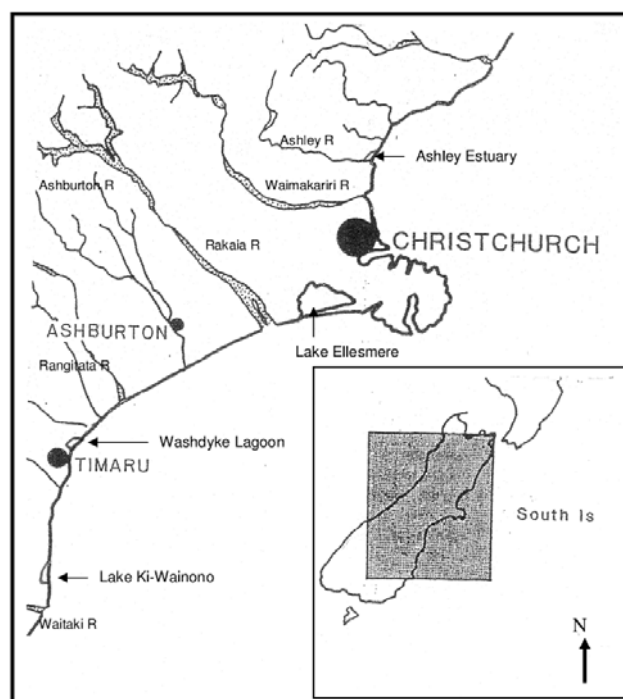 Ashley R
Ashley Estuary
Ashburton R
Waimakariri R
Rakaia R
CHRISTCHURCH
ASHBURTON
Lake Ellesmere
Rangitata R
Washdyke Lagoon
TIMARU
South Is
Lake Ki-Wainono
Waitaki R
N